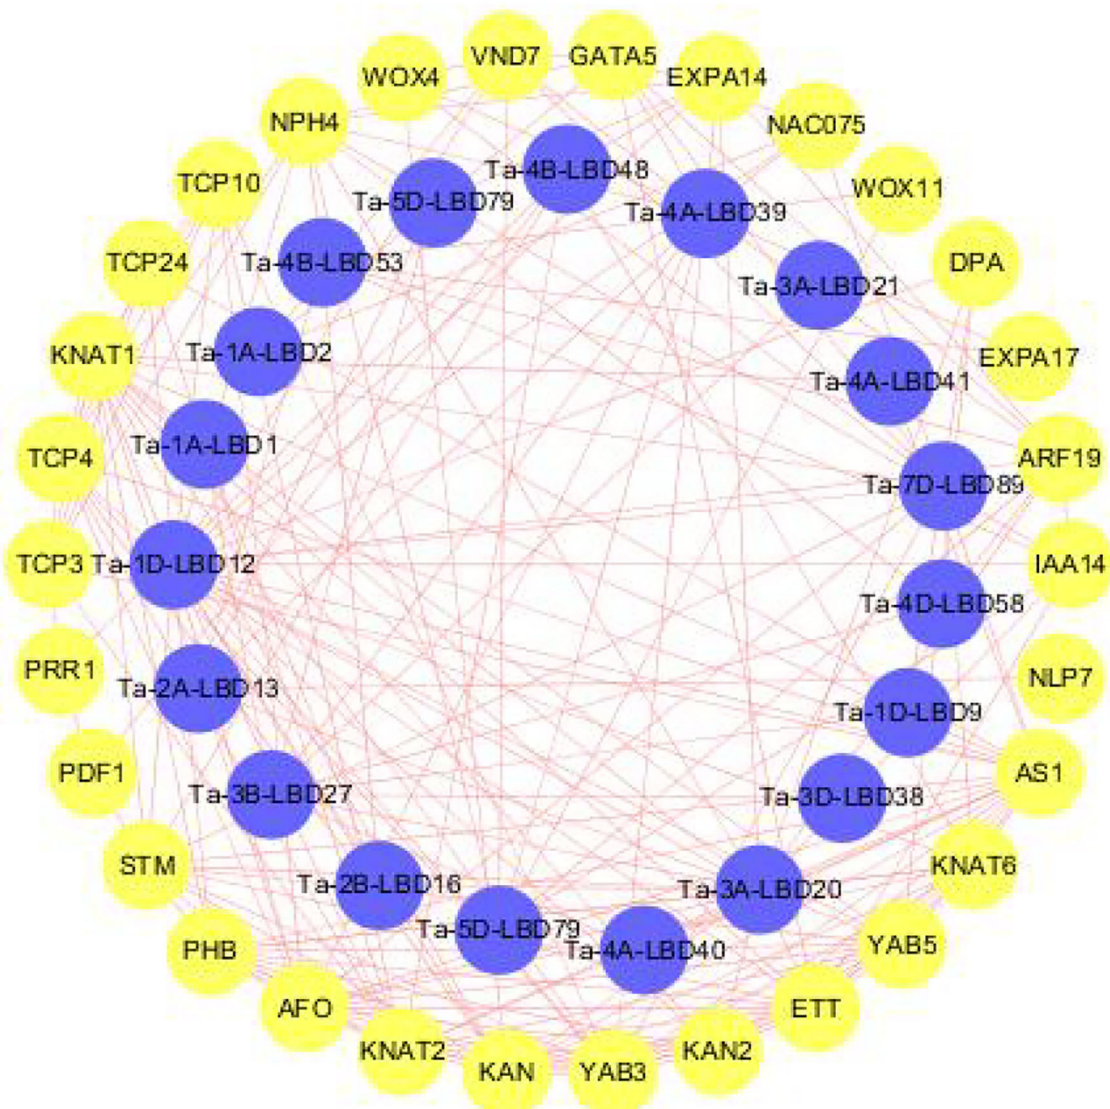 VND7
GATA5
WOX4
EXPA14
NPH4
NAC075
Ta-4B-LBD48
TCP10
WOX11
Ta-5D-LBD79
Ta-4A-LBD39
TCP24
Ta-4B-LBD53
DPA
Ta-3A-LBD21
KNAT1
Ta-1A-LBD2
EXPA17
Ta-4A-LBD41
Ta-1A-LBD1
TCP4
ARF19
Ta-7D-LBD89
TCP3
Ta-1D-LBD12
IAA14
Ta-4D-LBD58
PRR1
NLP7
Ta-2A-LBD13
Ta-1D-LBD9
PDF1
AS1
Ta-3B-LBD27
Ta-3D-LBD38
STM
KNAT6
Ta-2B-LBD16
Ta-3A-LBD20
Ta-5D-LBD79
PHB
Ta-4A-LBD40
YAB5
AFO
ETT
KNAT2
KAN2
KAN
YAB3